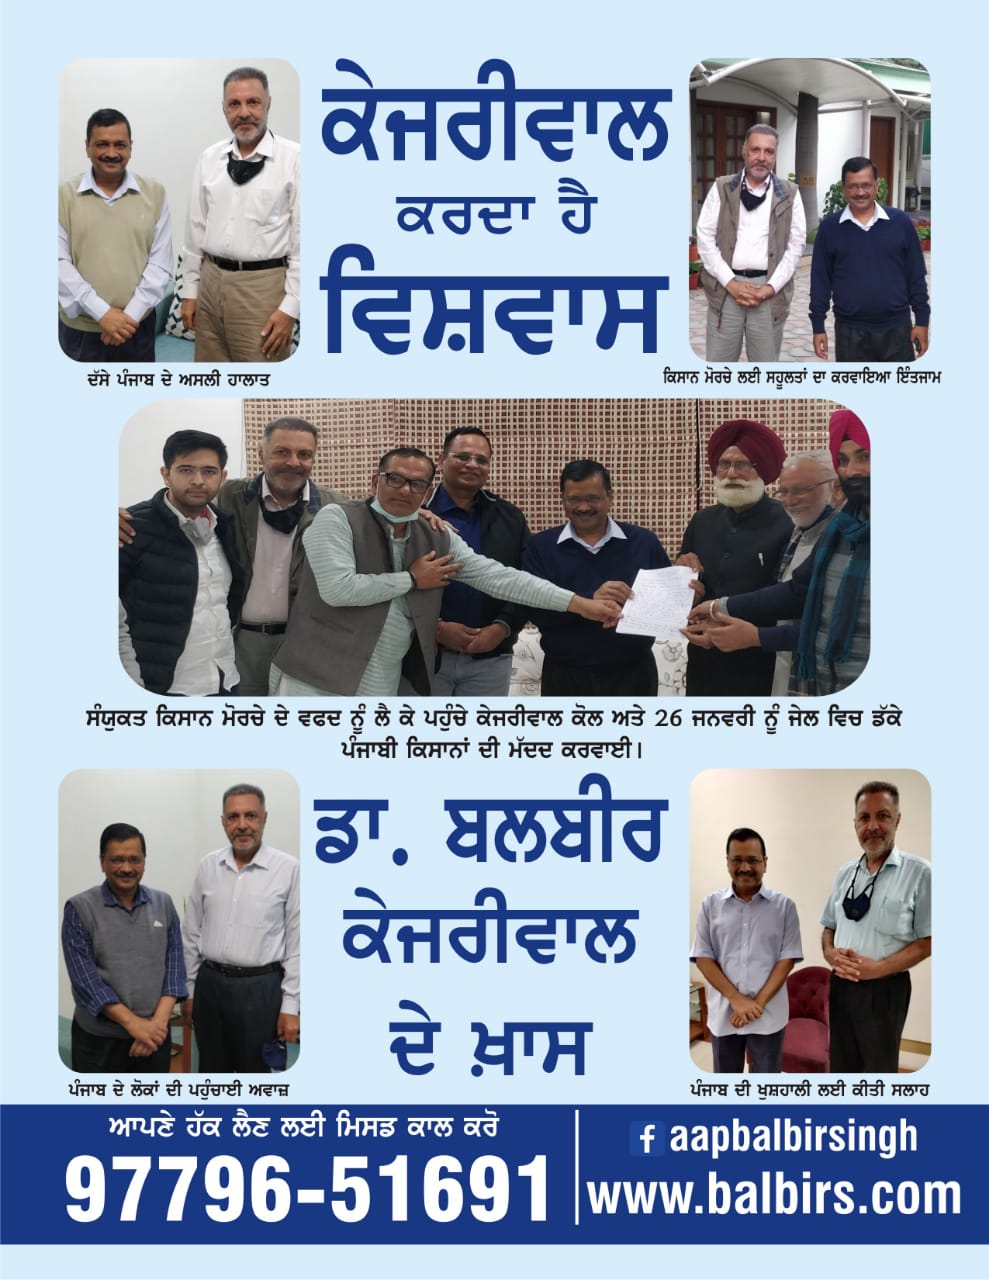 ਕੇਜਰੀਵਾਲ
ਕਰਦਾ ਹੈ
ਵਿਸ਼ਵਾਸ
ਦੱਸੇ ਪੰਜਾਬ ਦੇ ਅਸਲੀ ਹਾਲਾਤ
ਕਿਸਾਨ ਮੋਰਚੇ ਲਈ ਸਹੂਲਤਾਂ ਦਾ ਕਰਵਾਇਆ ਇੰਤਜਾਮ
ਸੰਯੁਕਤ ਕਿਸਾਨ ਮੋਰਚੇ ਦੇ ਵਫਦ ਨੂੰ ਲੈ ਕੇ ਪਹੁੰਚੇ ਕੇਜਰੀਵਾਲ ਕੋਲ ਅਤੇ 26 ਜਨਵਰੀ ਨੂੰ ਜੇਲ ਵਿਚ ਡੱਕੇ
ਪੰਜਾਬੀ ਕਿਸਾਨਾਂ ਦੀ ਮੱਦਦ ਕਰਵਾਈ।
ਡਾ. ਬਲਬੀਰ
ਕੇਜਰੀਵਾਲ
ਦੇ ਖ਼ਾਸ
ਪੰਜਾਬ ਦੇ ਲੋਕਾਂ ਦੀ ਪਹੁੰਚਾਈ ਅਵਾਜ਼
ਪੰਜਾਬ ਦੀ ਖੁਸ਼ਹਾਲੀ ਲਈ ਕੀਤੀ ਸਲਾਹ
ਆਪਣੇ ਹੱਕ ਲੈਣ ਲਈ ਮਿਸਡ ਕਾਲ ਕਰੋ
97796-51691
aapbalbirsingh
www.balbirs.com